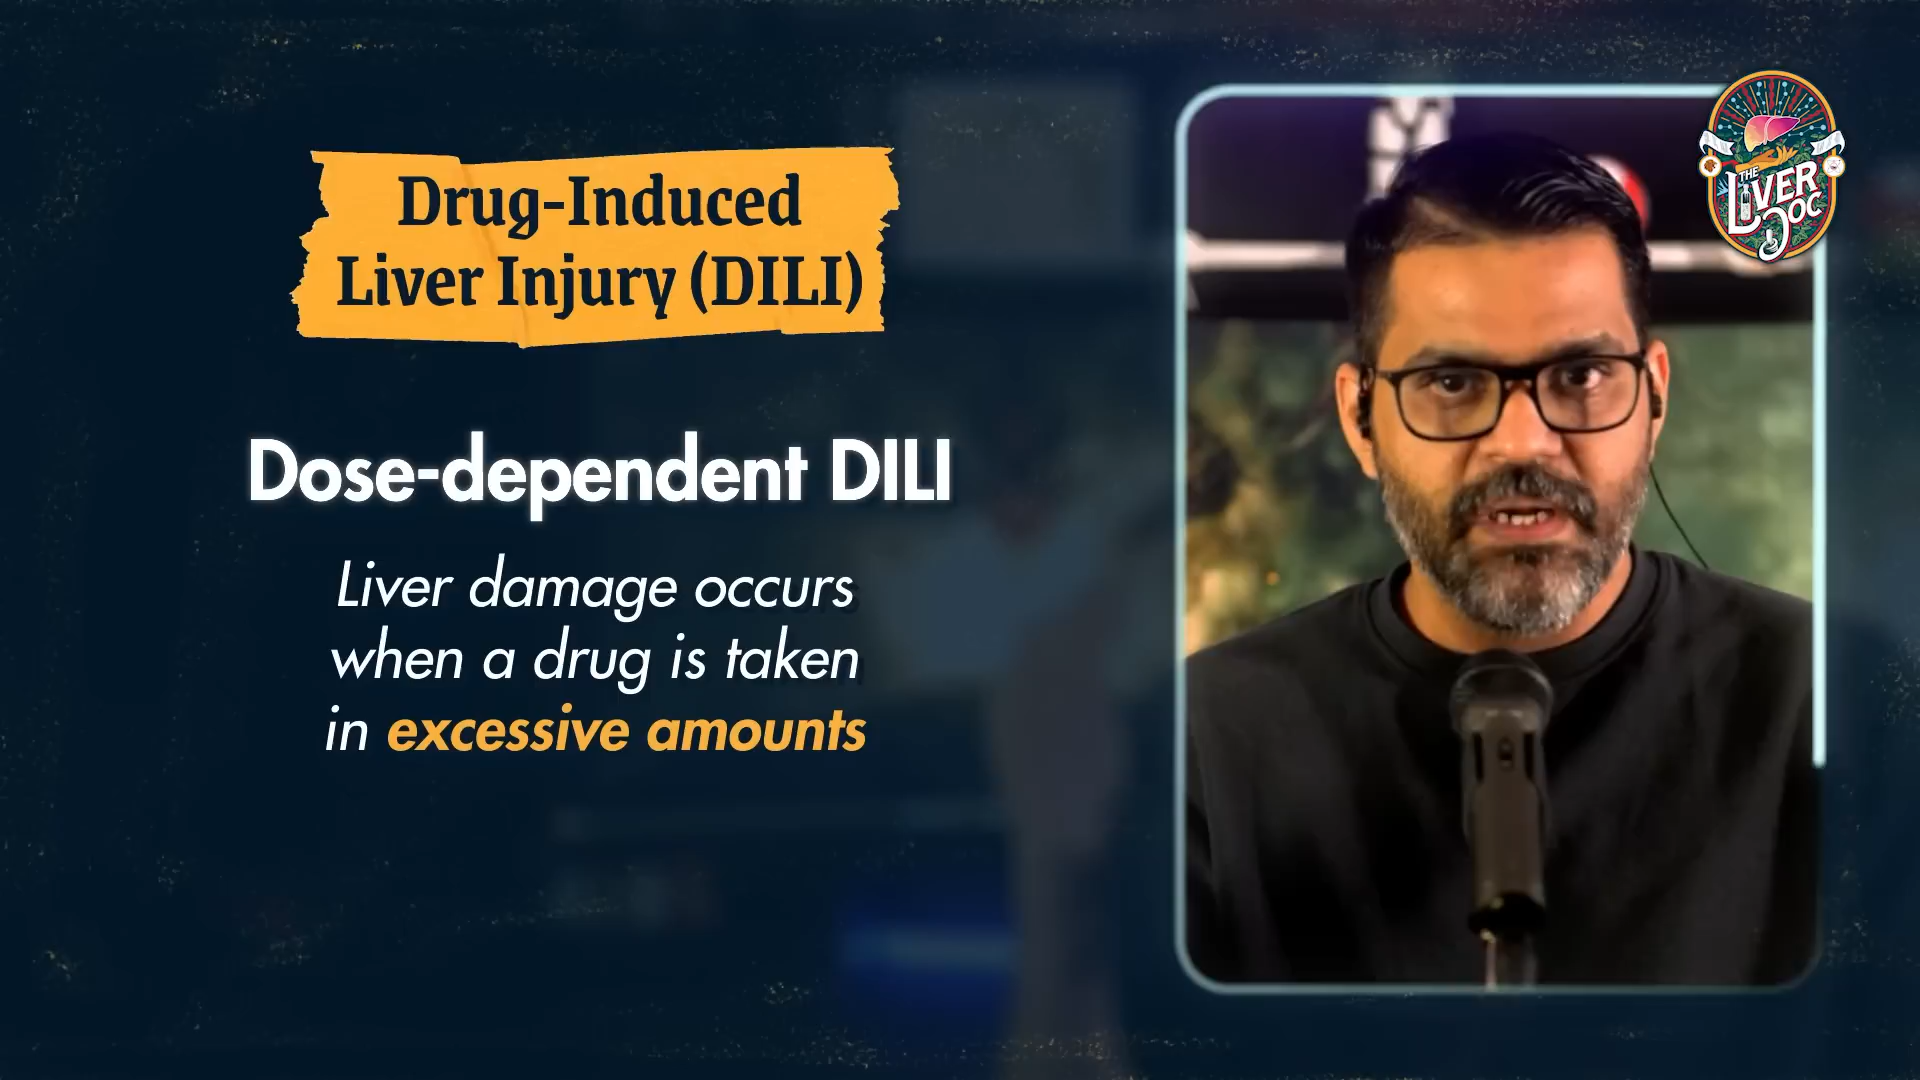 Drug-Induced
Liver Injury (DILI)
Dose-dependent DILI
Liver damage occurs
when a drug is taken
in excessive amounts
THE
LIVER
DOC